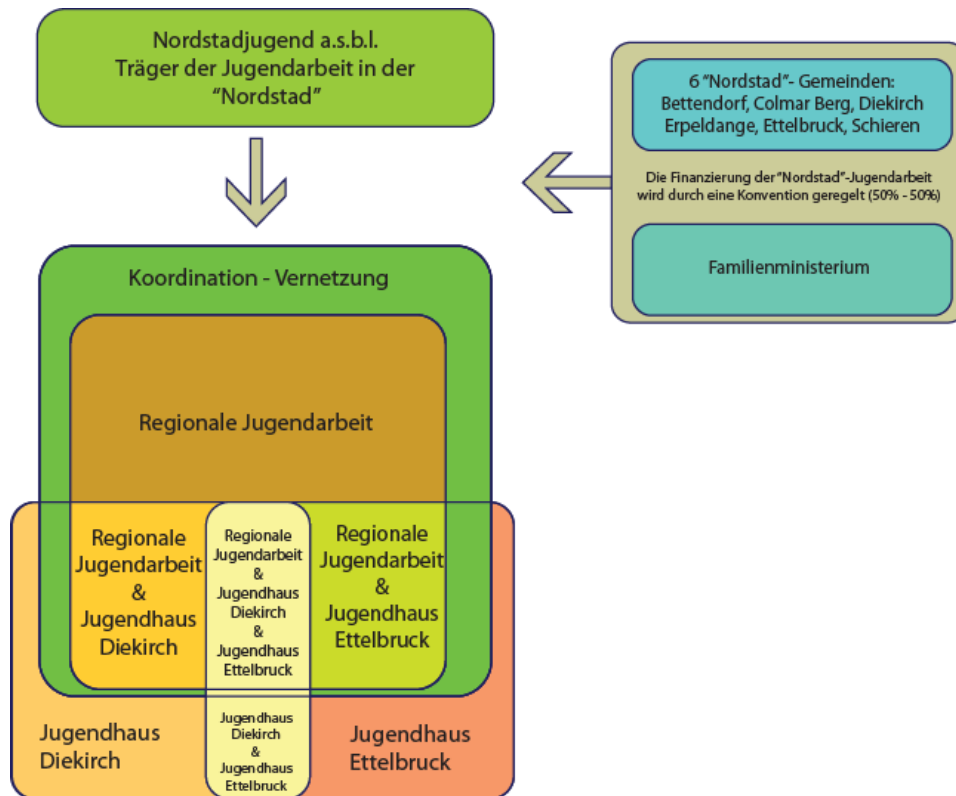 Nordstadjugend a.s.b.l.
Träger der Jugendarbeit in der
"Nordstad"
6 "Nordstad"- Gemeinden:
Bettendorf, Colmar Berg, Diekirch
Erpeldange, Ettelbruck, Schieren
Die Finanzierung der "Nordstad"-Jugendarbeit
wird durch eine Konvention geregelt (50% - 50%)
Familienministerium
Koordination - Vernetzung
Regionale Jugendarbeit
Regionale
Jugendarbeit
&
Jugendhaus
Diekirch
Regionale
Jugendarbeit
&
Jugendhaus
Diekirch
&
Jugendhaus
Ettelbruck
Regionale
Jugendarbeit
&
Jugendhaus
Ettelbruck
Jugendhaus
Diekirch
Jugendhaus
Diekirch
&
Jugendhaus
Ettelbruck
Jugendhaus
Ettelbruck